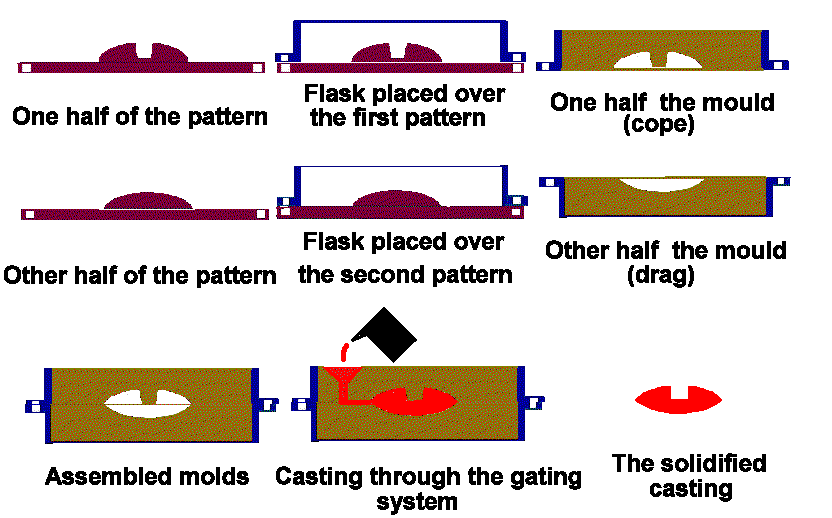 One half of the pattern
Flask placed over
the first pattern
One half the mould
(cope)
Other half of the pattern
Flask placed over
the second pattern
Other half the mould
(drag)
Assembled molds
Casting through the gating
system
The solidified
casting